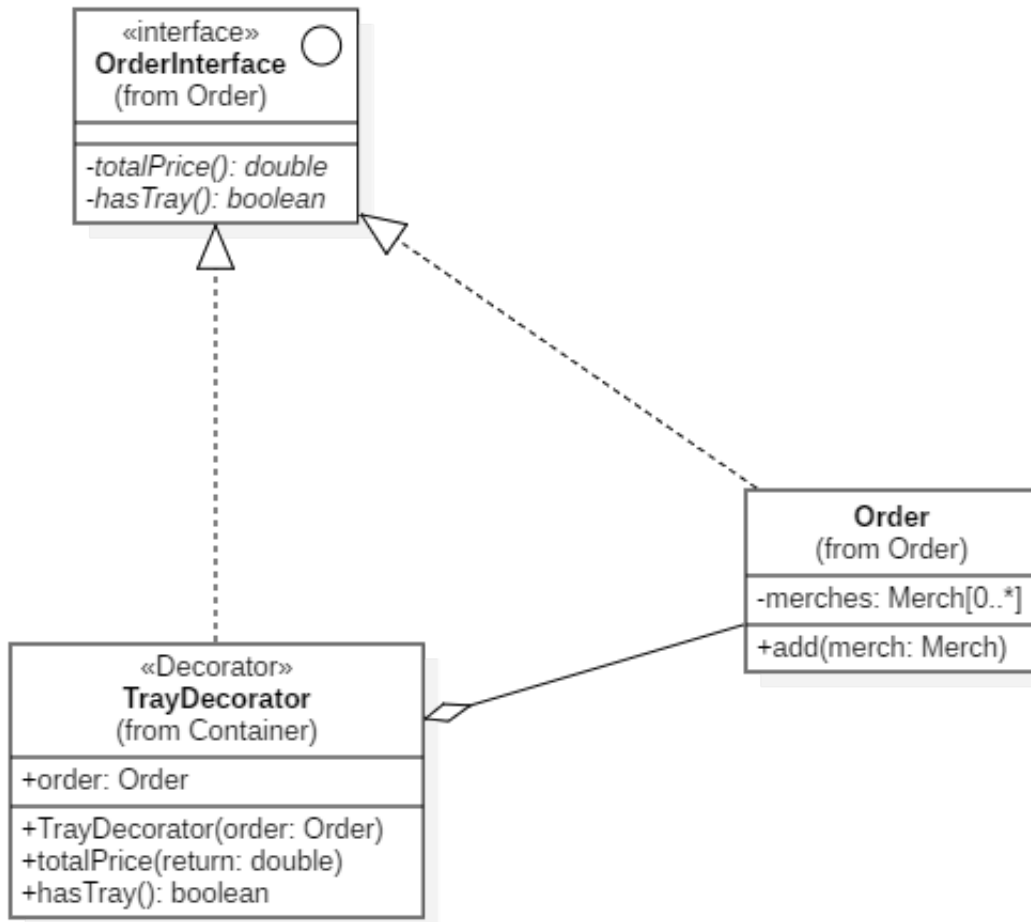 «interface»
OrderInterface
(from Order)
-totalPrice(): double
-hasTray(): boolean
Order
(from Order)
-merches: Merch[0..*]
+add(merch: Merch)
«Decorator»
TrayDecorator
(from Container)
+order: Order
+TrayDecorator(order: Order)
+totalPrice(return: double)
+hasTray(): boolean